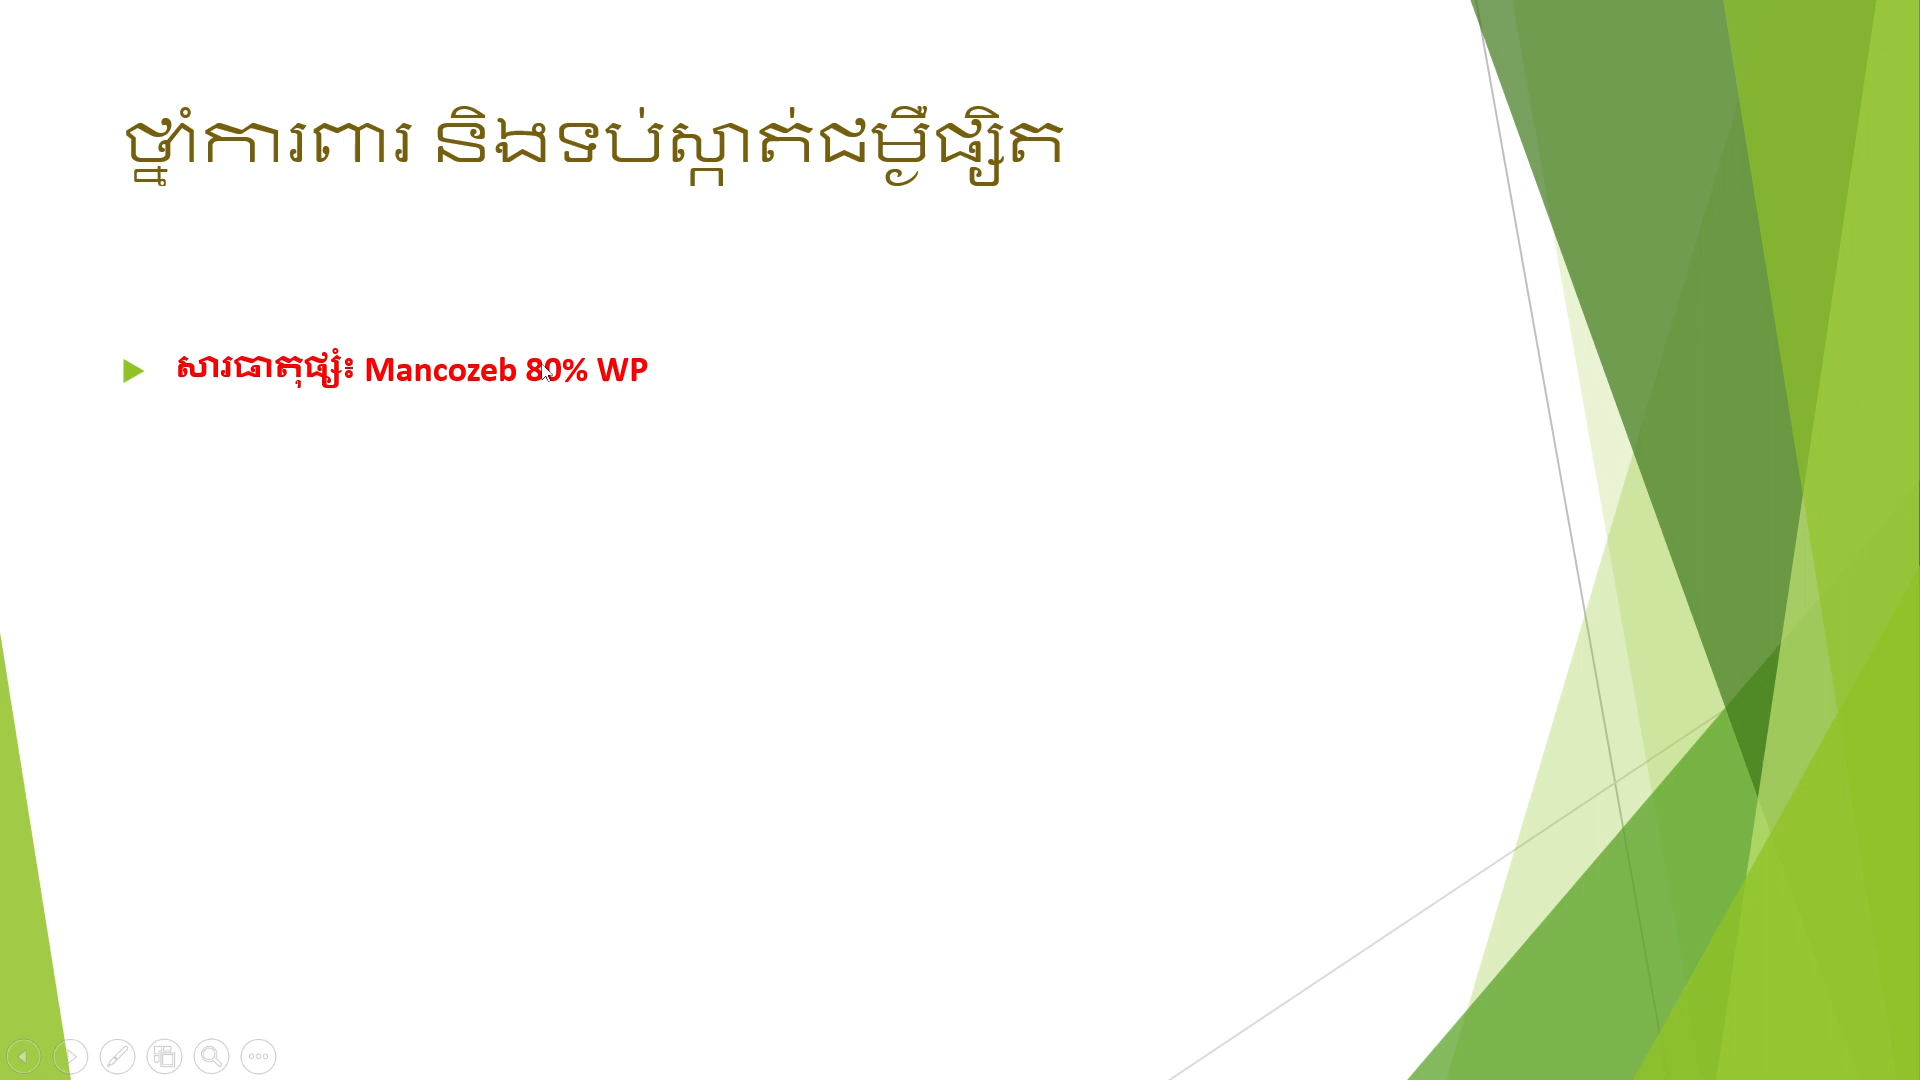 ថ្នាំការពារ និងទប់ស្កាត់ជម្ងឺផ្សិត
សារធាតុផ្សំ៖ Mancozeb 80% WP